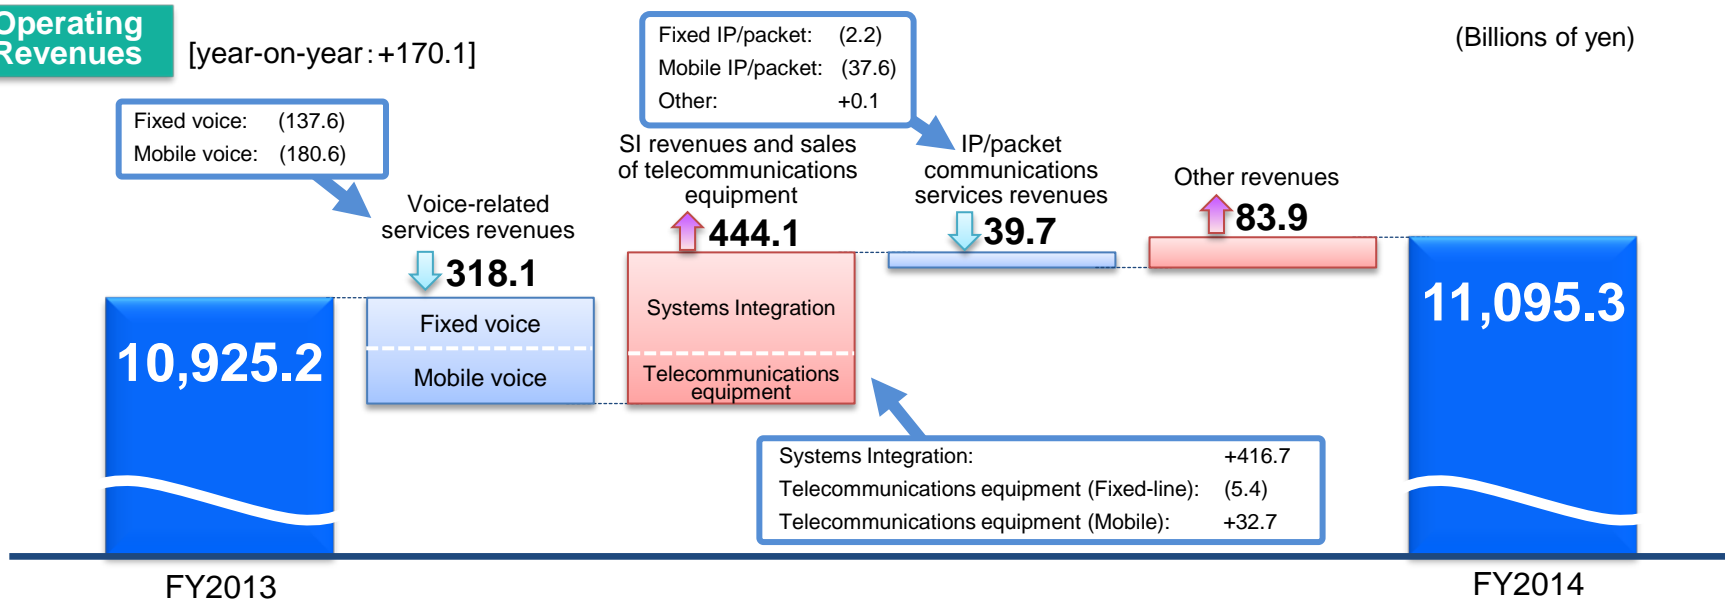 Operating
Revenues
[year-on-year：+170.1]
(Billions of yen)
Fixed voice: (137.6)
Mobile voice: (180.6)
Fixed IP/packet: (2.2)
Mobile IP/packet: (37.6)
Other: +0.1
Voice-related
services revenues
318.1
SI revenues and sales
of telecommunications
equipment
444.1
IP/packet
communications
services revenues
39.7
Other revenues
83.9
10,925.2
Fixed voice
Mobile voice
Systems Integration
Telecommunications
equipment
11,095.3
Systems Integration: +416.7
Telecommunications equipment (Fixed-line): (5.4)
Telecommunications equipment (Mobile): +32.7
FY2013
FY2014